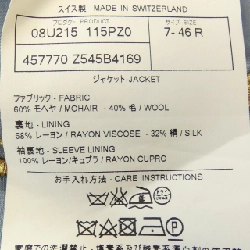 スイス製 MADE IN SWITZERLAND
プロダクト PRODUCT サイズ SIZE
08U215 115PZ0 7- 46 R
457770 Z545B4169
ジャケット JACKET
ファブリック - FABRIC
60% モヘヤ / MOHAIR - 40% 毛 / WOOL
裏地 - LINING
68% レーヨン / RAYON VISCOSE - 32% 絹 / SILK
袖裏地 - SLEEVE LINING
100% レーヨン/キュプラ / RAYON CUPRO
お手入れ方法 - CARE INSTRUCTIONS
P